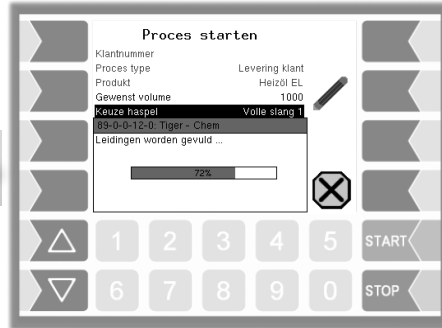 Proces starten
Klantnummer
Proces type Levering klant
Produkt Heizöl EL
Gewenst volume 1000
Keuze haspel Volle slang 1
89-0-0-12-0: Tiger - Chem
Leidingen worden gevuld ...
72%
1 2 3 4 5 START
6 7 8 9 0 STOP